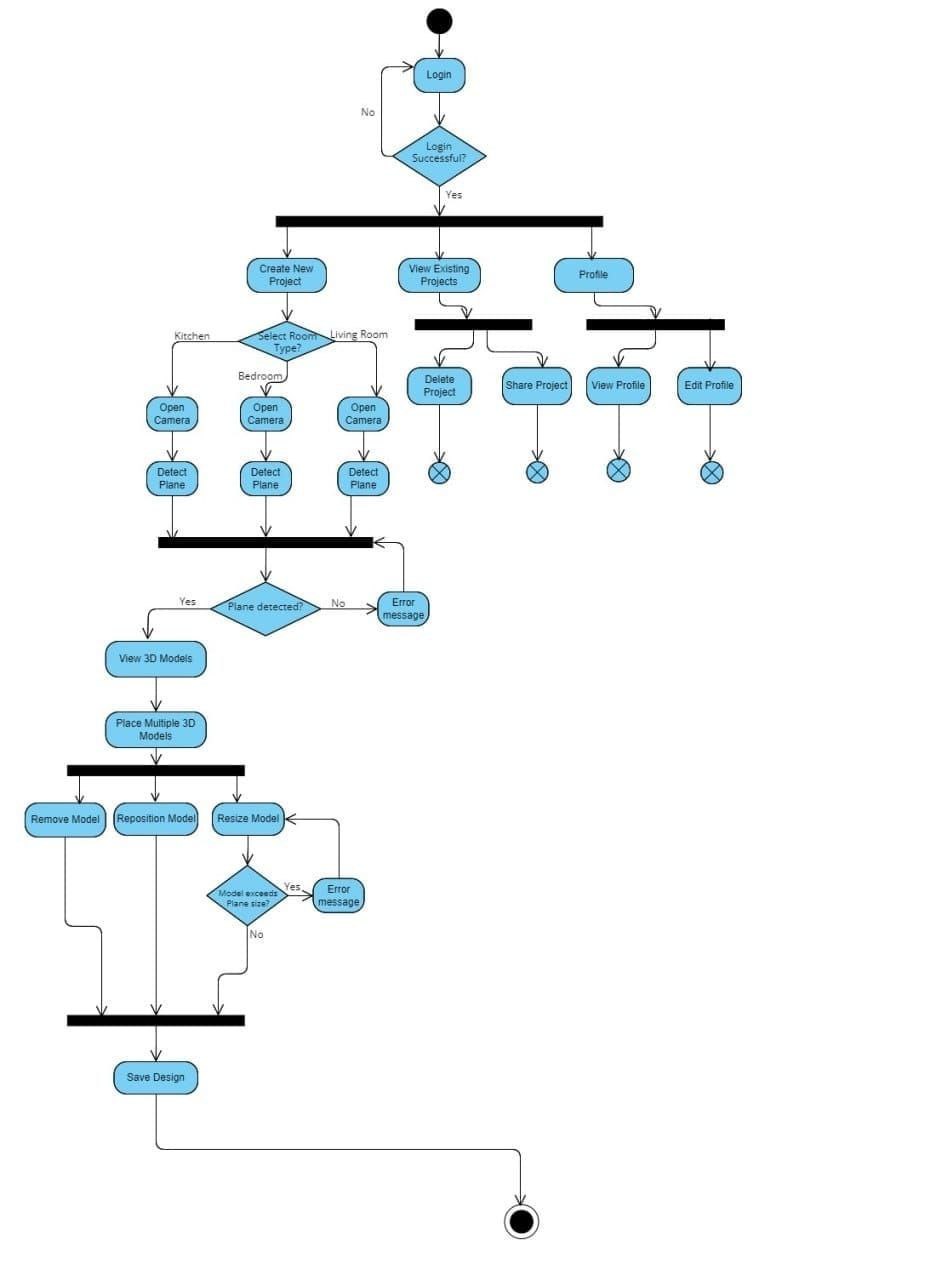 Login
No
Login
Successful?
Yes
Create New
Project
View Existing
Projects
Profile
Kitchen
Select Room
Type?
Living Room
Bedroom
Delete
Project
Share Project
View Profile
Edit Profile
Open
Camera
Open
Camera
Open
Camera
Detect
Plane
Detect
Plane
Detect
Plane
Yes
Plane detected?
No
Error
message
View 3D Models
Place Multiple 3D
Models
Remove Model
Reposition Model
Resize Model
Model exceeds
Plane size?
Yes
Error
message
No
Save Design